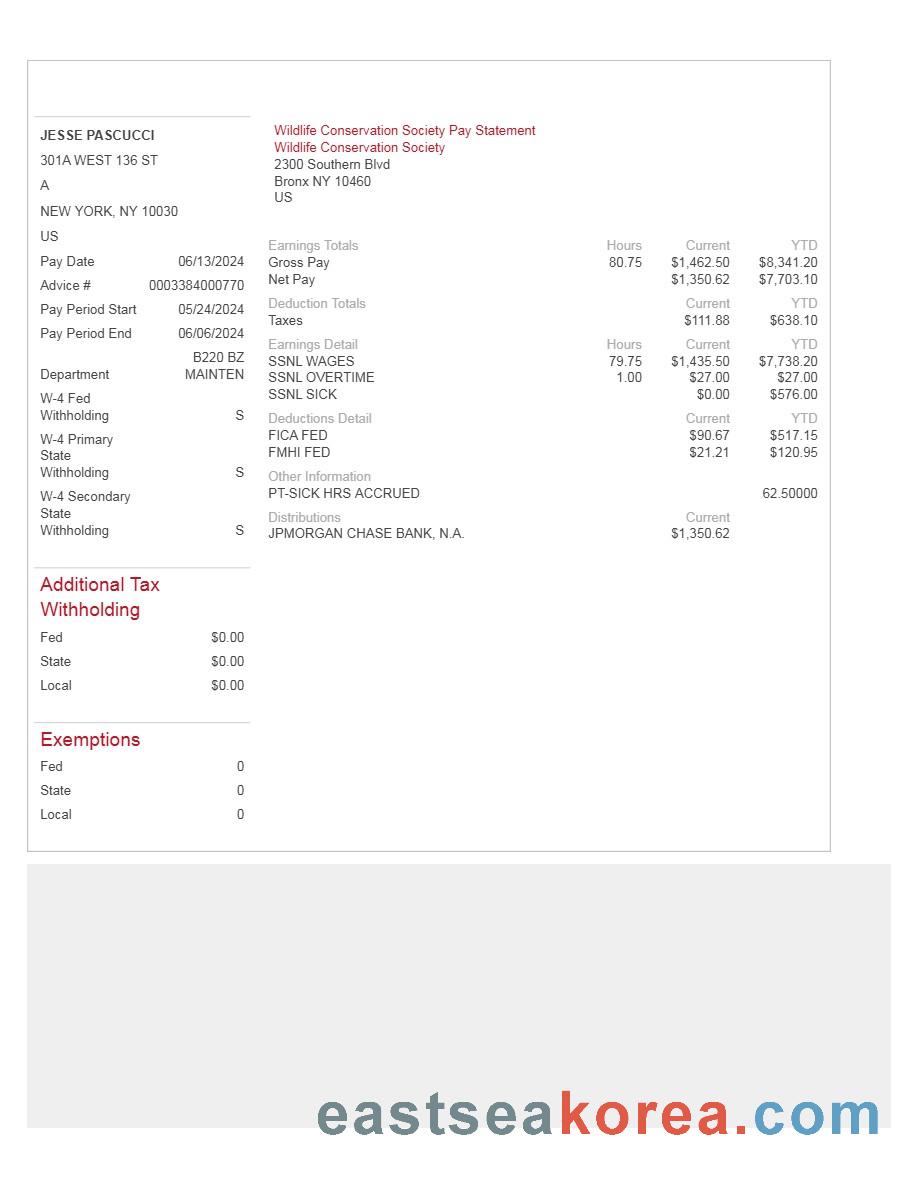 JESSE PASCUCCI
301A WEST 136 ST
A
NEW YORK, NY 10030
US
Pay Date 06/13/2024
Advice # 0003384000770
Pay Period Start 05/24/2024
Pay Period End 06/06/2024
B220 BZ
Department MAINTEN
W-4 Fed
Withholding S
W-4 Primary
State
Withholding S
W-4 Secondary
State
Withholding S
Additional Tax
Withholding
Fed $0.00
State $0.00
Local $0.00
Exemptions
Fed 0
State 0
Local 0
Wildlife Conservation Society Pay Statement
Wildlife Conservation Society
2300 Southern Blvd
Bronx NY 10460
US
Earnings Totals Hours Current YTD
Gross Pay 80.75 $1,462.50 $8,341.20
Net Pay $1,350.62 $7,703.10
Deduction Totals Current YTD
Taxes $111.88 $638.10
Earnings Detail Hours Current YTD
SSNL WAGES 79.75 $1,435.50 $7,738.20
SSNL OVERTIME 1.00 $27.00 $27.00
SSNL SICK $0.00 $576.00
Deductions Detail Current YTD
FICA FED $90.67 $517.15
FMHI FED $21.21 $120.95
Other Information
PT-SICK HRS ACCRUED 62.50000
Distributions Current
JPMORGAN CHASE BANK, N.A. $1,350.62
eastseakorea.com